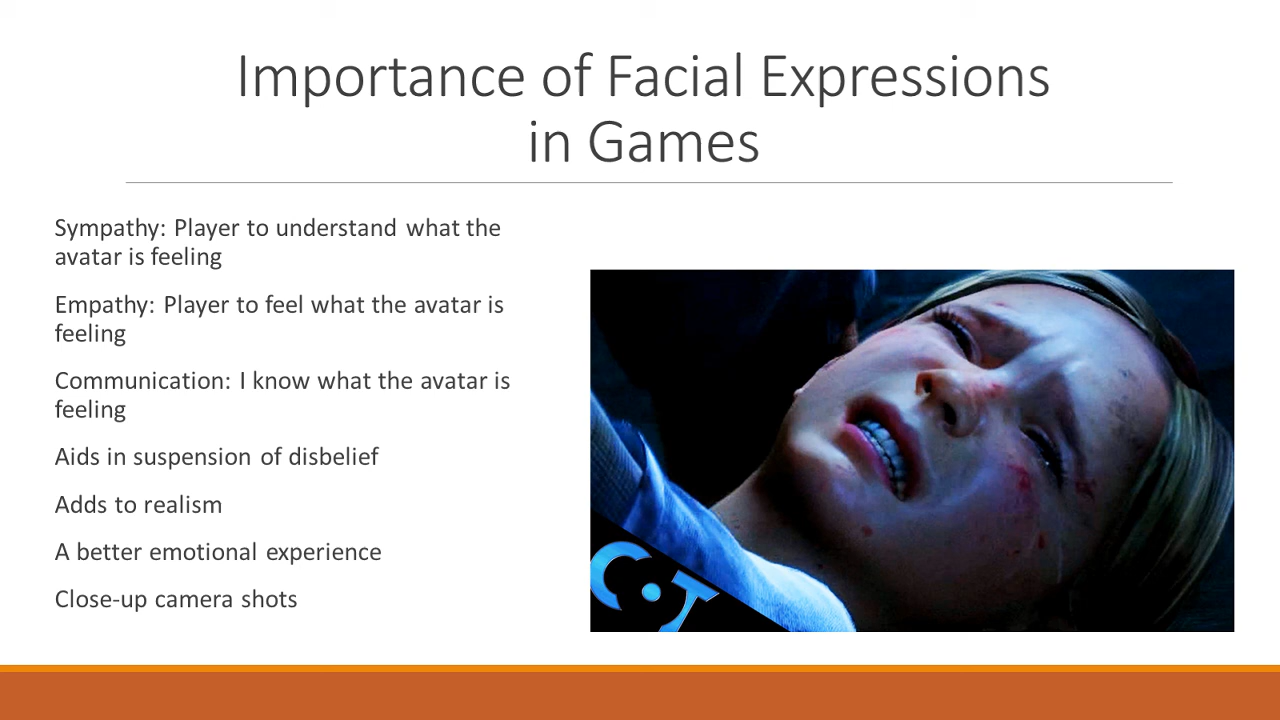 Importance of Facial Expressions
in Games
Sympathy: Player to understand what the
avatar is feeling
Empathy: Player to feel what the avatar is
feeling
Communication: I know what the avatar is
feeling
Aids in suspension of disbelief
Adds to realism
A better emotional experience
Close-up camera shots